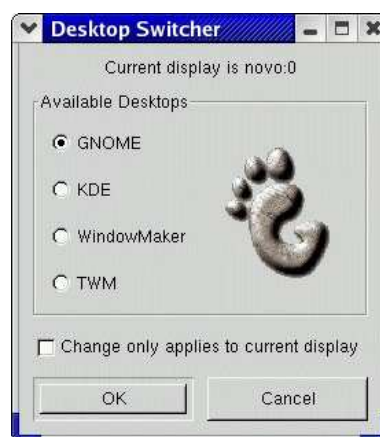 Desktop Switcher
Current display is novo:0
Available Desktops
GNOME
KDE
WindowMaker
TWM
Change only applies to current display
OK
Cancel